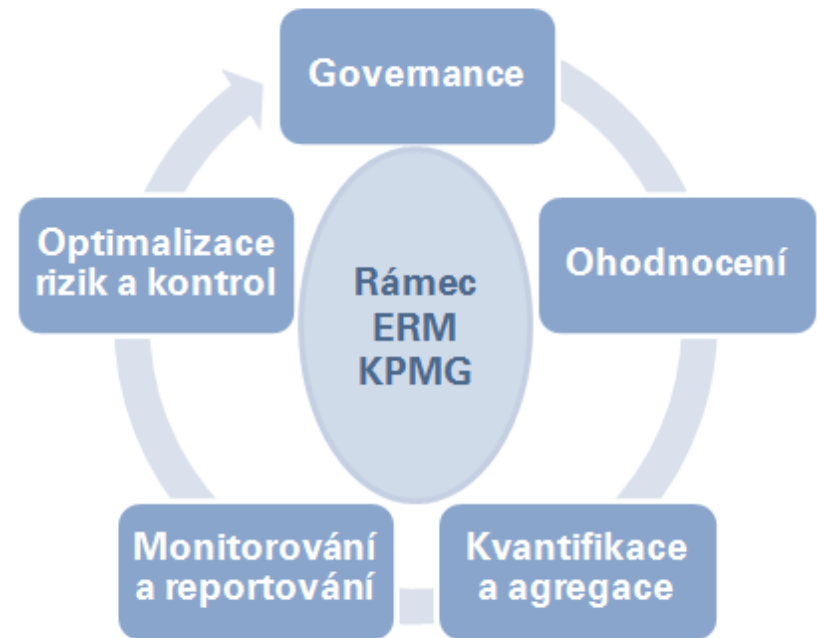 Governance
Ohodnocení
Kvantifikace
a agregace
Monitorování
a reportování
Optimalizace
rizik a kontrol
Rámec
ERM
KPMG